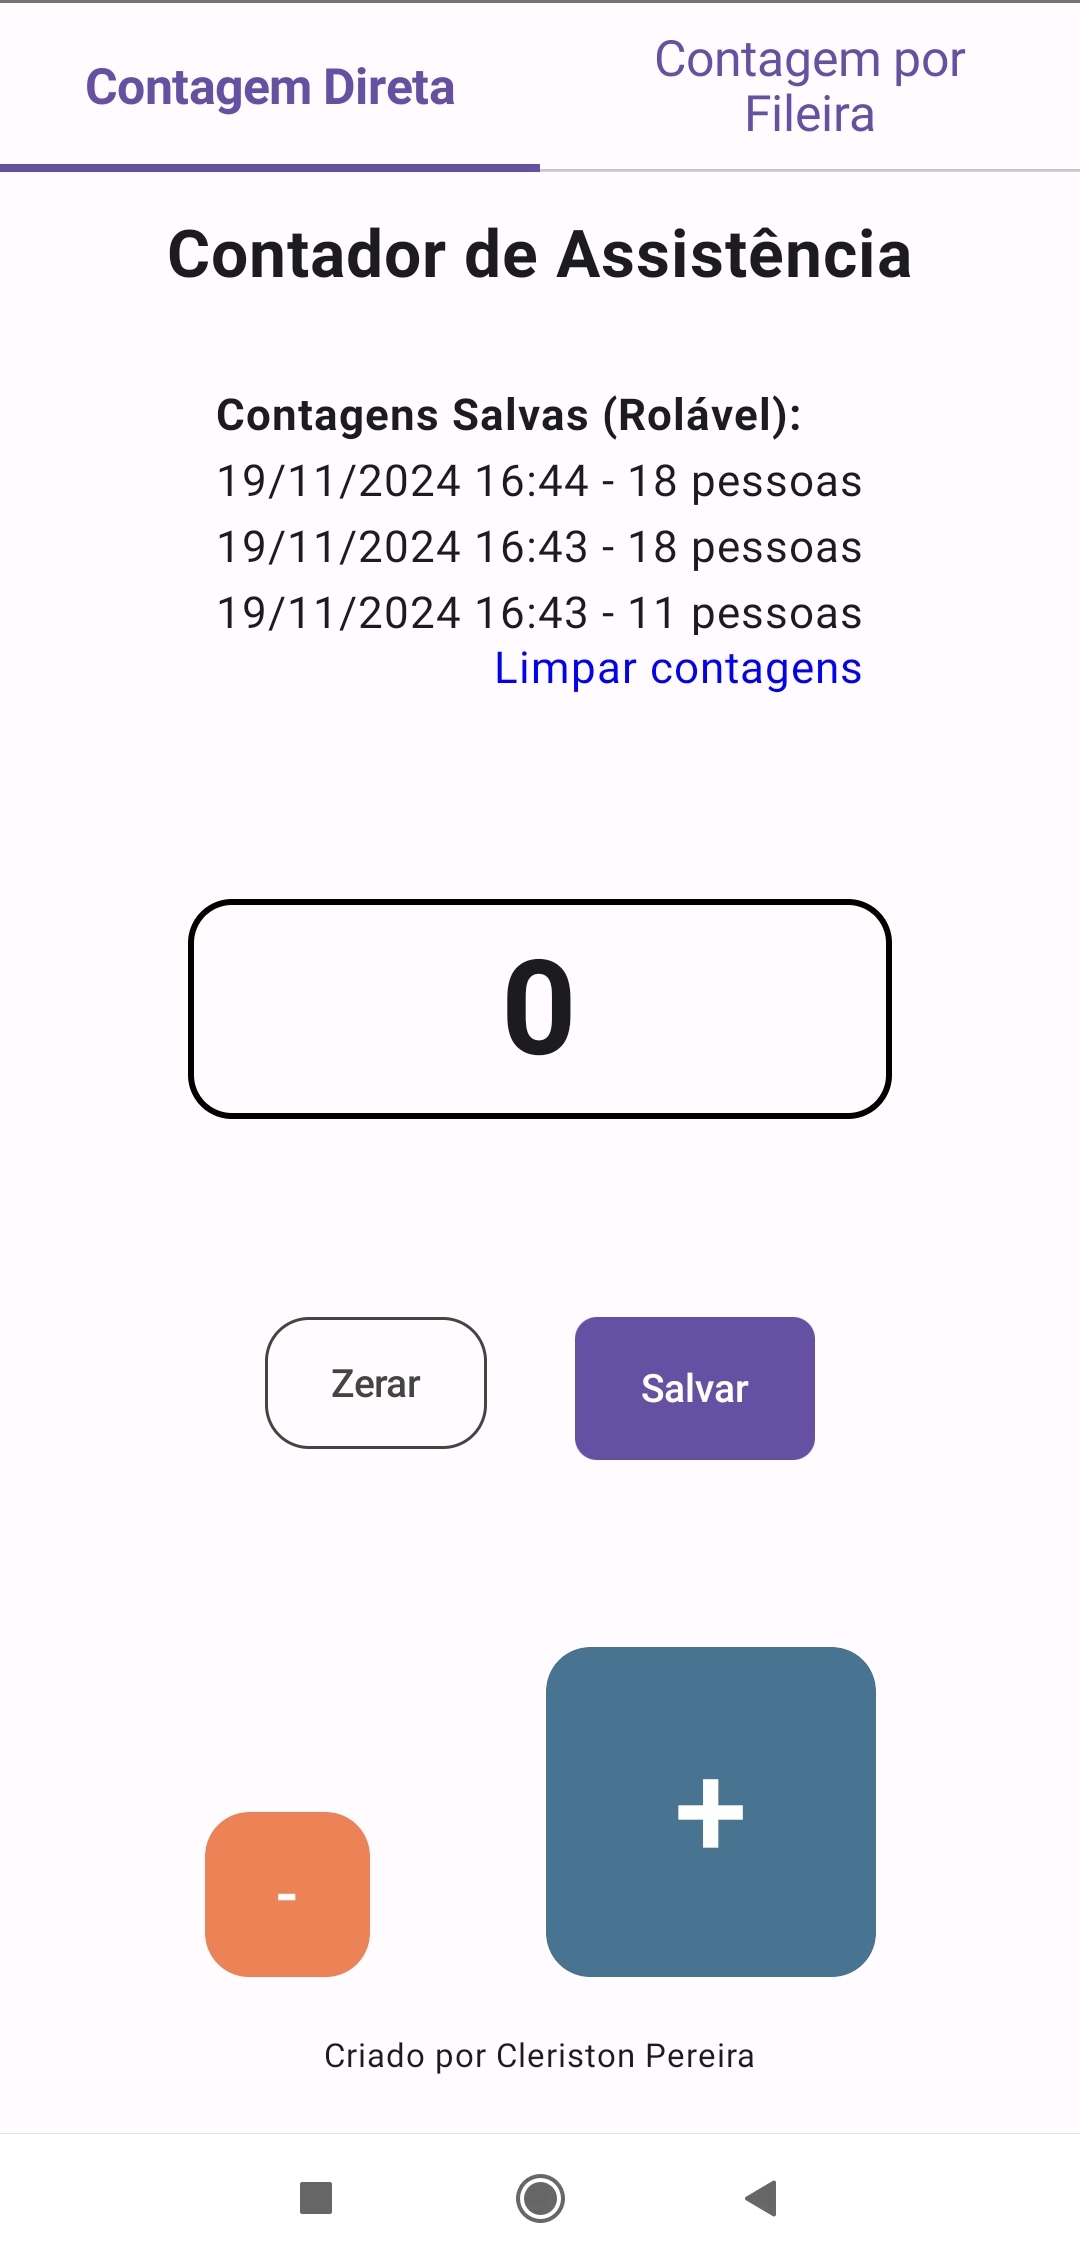 Contagem Direta
Contagem por
Fileira
Contador de Assistência
Contagens Salvas (Rolável):
19/11/2024 16:44 - 18 pessoas
19/11/2024 16:43 - 18 pessoas
19/11/2024 16:43 - 11 pessoas
Limpar contagens
0
Zerar
Salvar
-
+
Criado por Cleriston Pereira